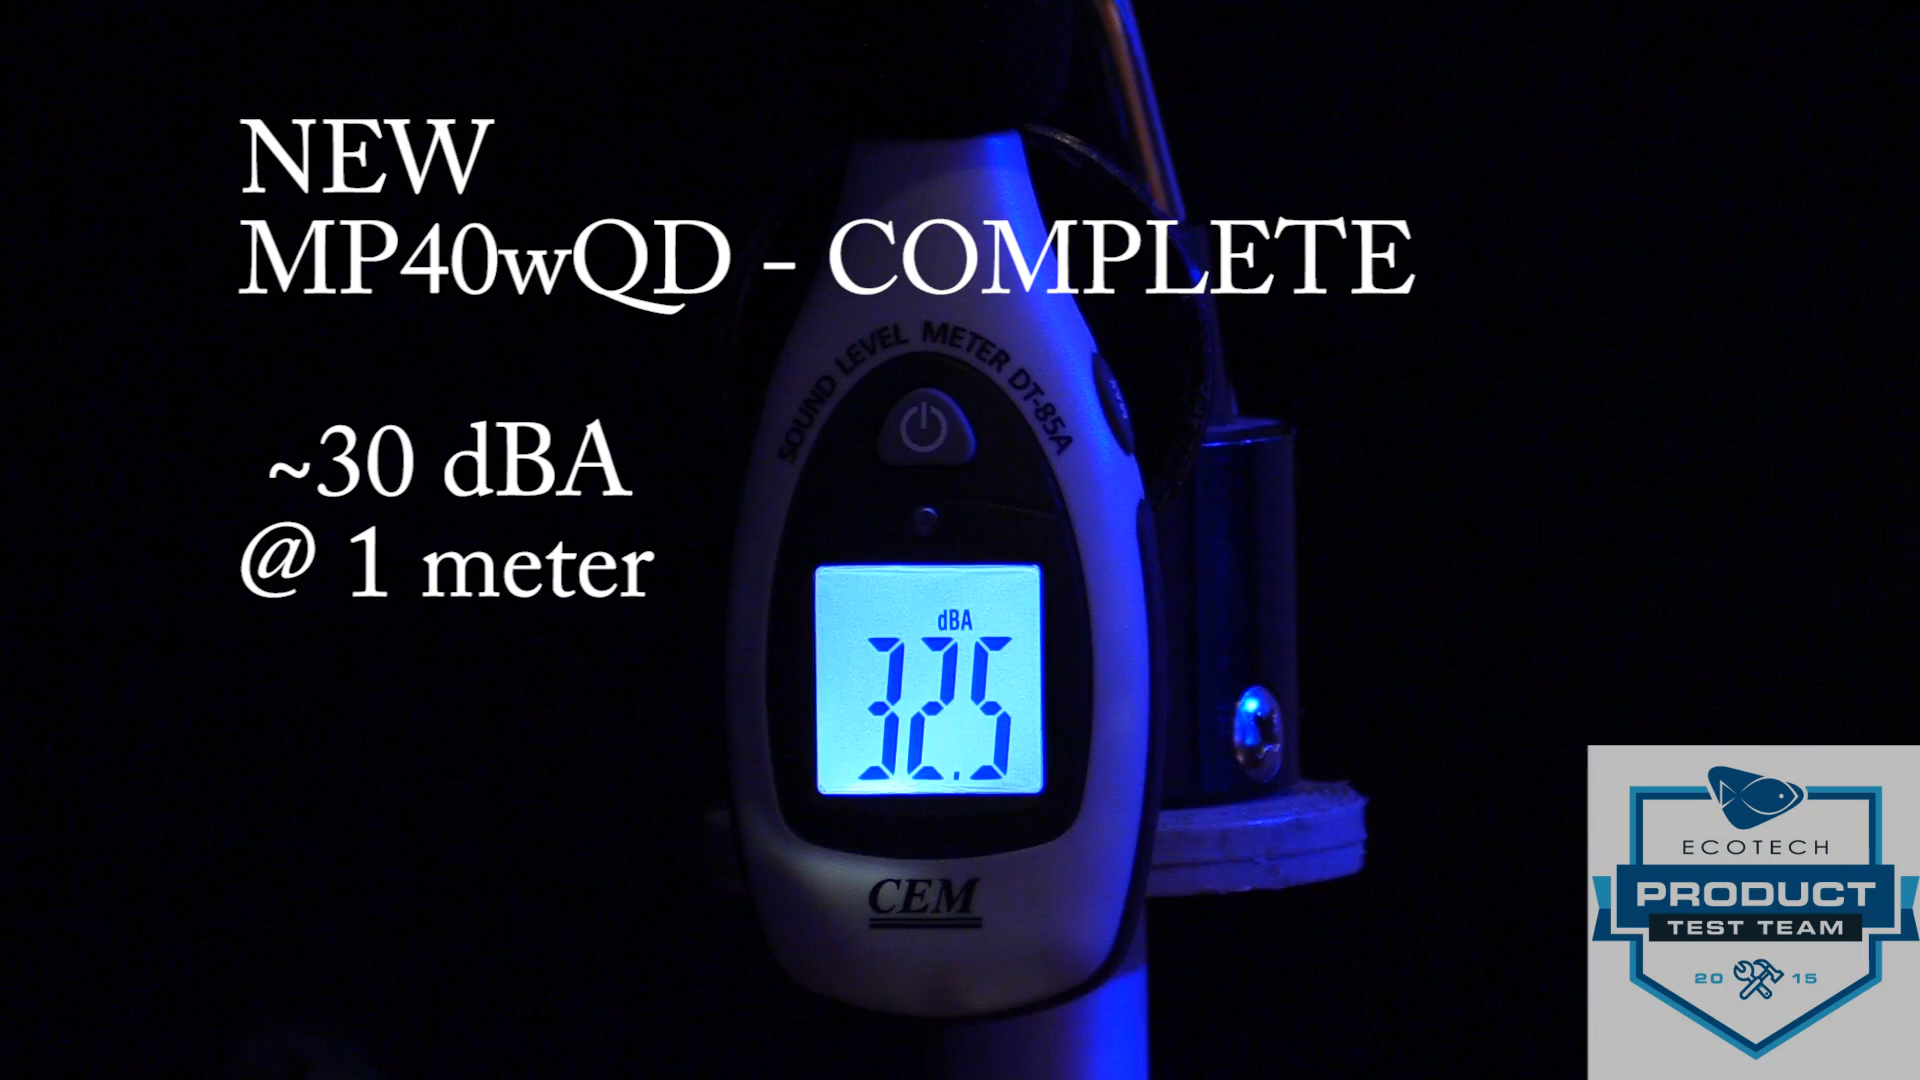 NEW
MP40wQD - COMPLETE
~30 dBA
@ 1 meter
SOUND LEVEL METER DT-85A
MAX
dBA
32.5
CEM
ECOTECH
PRODUCT
TEST TEAM
20 15